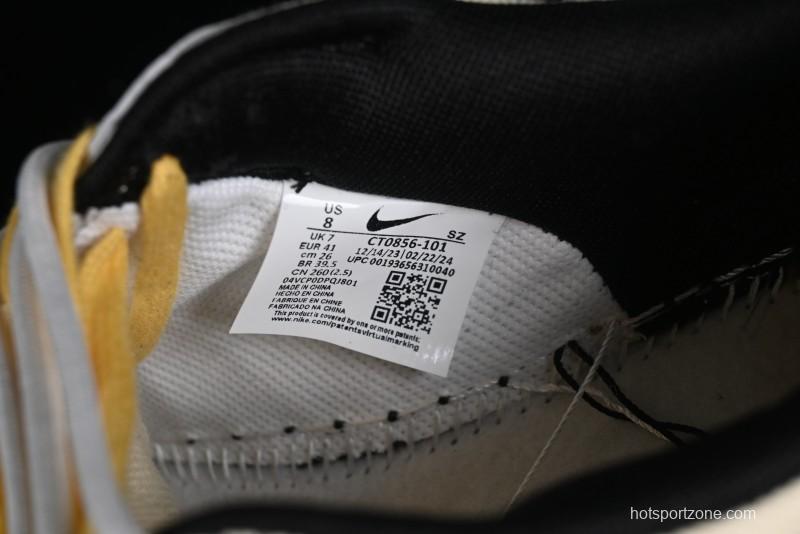 US
8
UK 7
EUR 41
cm 26
BR 39.5
CN 260 (2.5)
SZ
CT0856-101
12/14/23|02/22/24
UPC 00193656310040
04VCP0DPQJ801
MADE IN CHINA
HECHO EN CHINA
FABRIQUE EN CHINE
FABRICADO NA CHINA
This product is covered by one or more patents:
www.nike.com/patentsvirtualmarking
hotsportzone.com